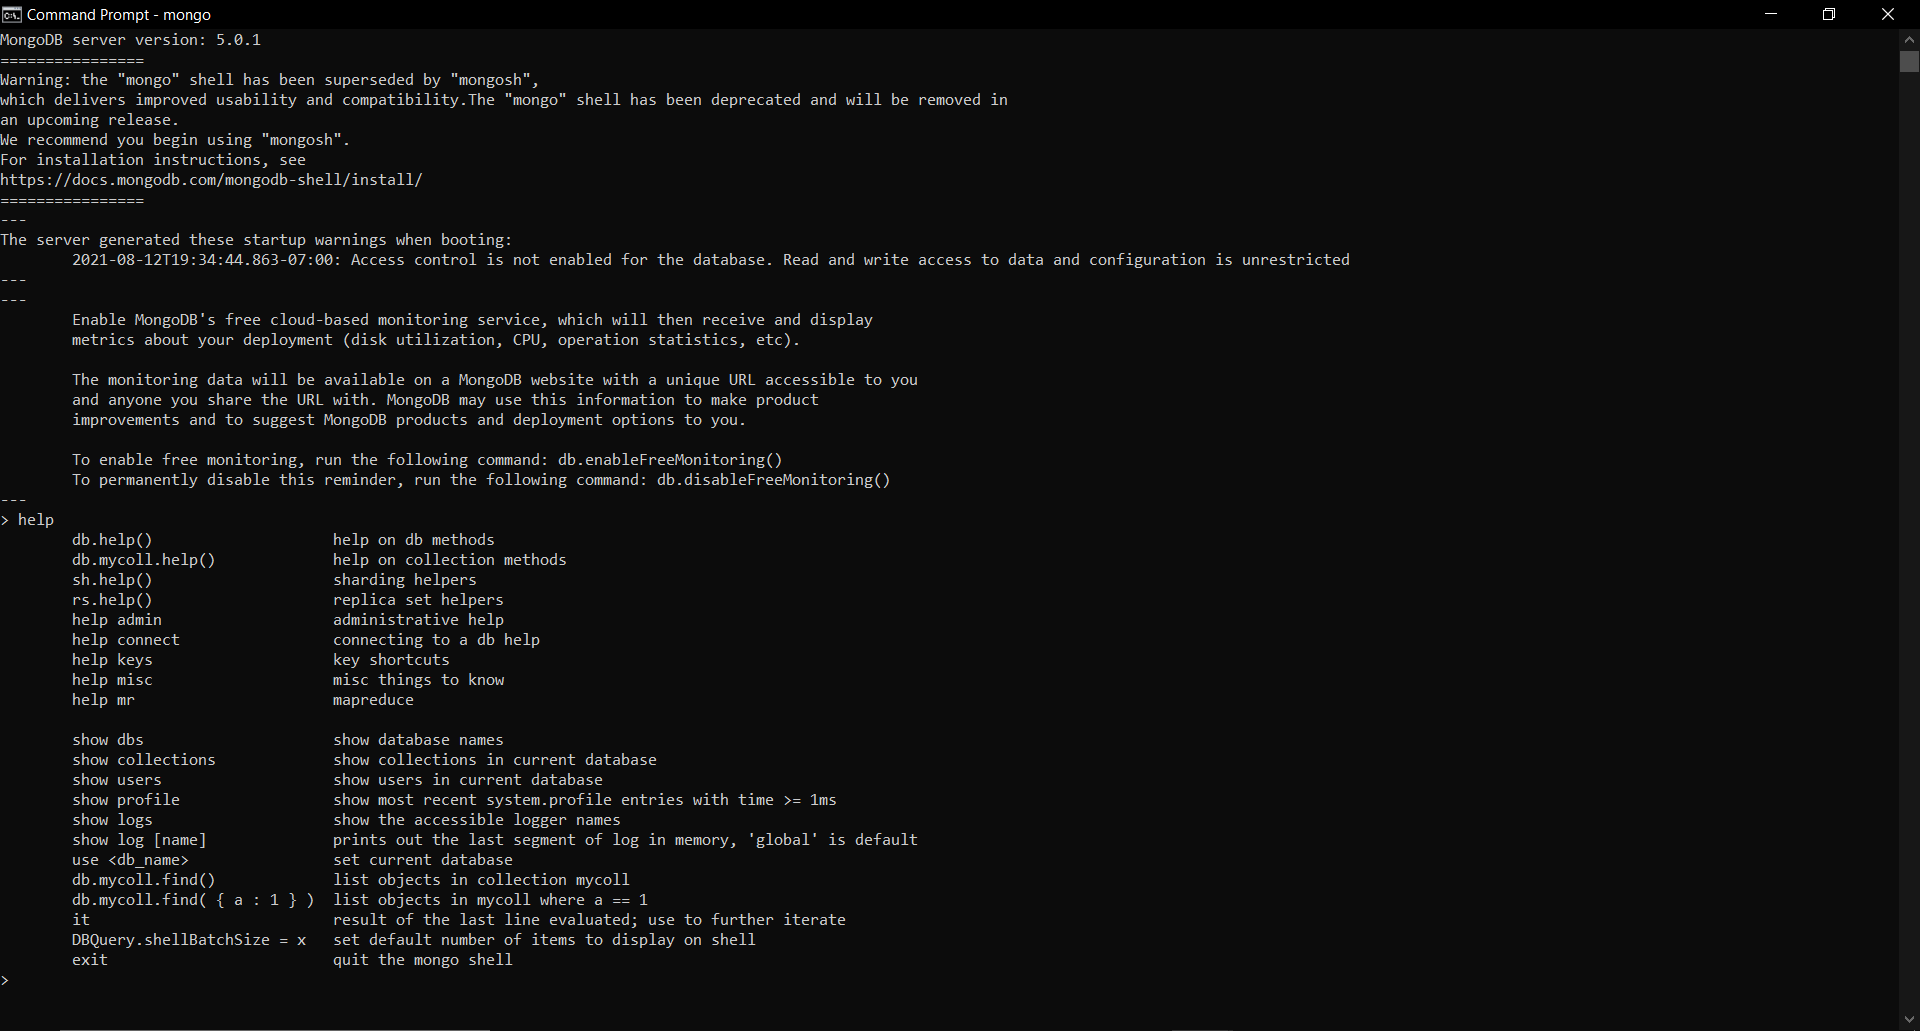 Command Prompt - mongo
MongoDB server version: 5.0.1
================
Warning: the "mongo" shell has been superseded by "mongosh",
which delivers improved usability and compatibility.The "mongo" shell has been deprecated and will be removed in
an upcoming release.
We recommend you begin using "mongosh".
For installation instructions, see
https://docs.mongodb.com/mongodb-shell/install/
================
---
The server generated these startup warnings when booting:
        2021-08-12T19:34:44.863-07:00: Access control is not enabled for the database. Read and write access to data and configuration is unrestricted
---
---
        Enable MongoDB's free cloud-based monitoring service, which will then receive and display
        metrics about your deployment (disk utilization, CPU, operation statistics, etc).

        The monitoring data will be available on a MongoDB website with a unique URL accessible to you
        and anyone you share the URL with. MongoDB may use this information to make product
        improvements and to suggest MongoDB products and deployment options to you.

        To enable free monitoring, run the following command: db.enableFreeMonitoring()
        To permanently disable this reminder, run the following command: db.disableFreeMonitoring()
---
> help
        db.help()                    help on db methods
        db.mycoll.help()             help on collection methods
        sh.help()                    sharding helpers
        rs.help()                    replica set helpers
        help admin                   administrative help
        help connect                 connecting to a db help
        help keys                    key shortcuts
        help misc                    misc things to know
        help mr                      mapreduce

        show dbs                     show database names
        show collections             show collections in current database
        show users                   show users in current database
        show profile                 show most recent system.profile entries with time >= 1ms
        show logs                    show the accessible logger names
        show log [name]              prints out the last segment of log in memory, 'global' is default
        use <db_name>                set current database
        db.mycoll.find()             list objects in collection mycoll
        db.mycoll.find( { a : 1 } )  list objects in mycoll where a == 1
        it                           result of the last line evaluated; use to further iterate
        DBQuery.shellBatchSize = x   set default number of items to display on shell
        exit                         quit the mongo shell
>